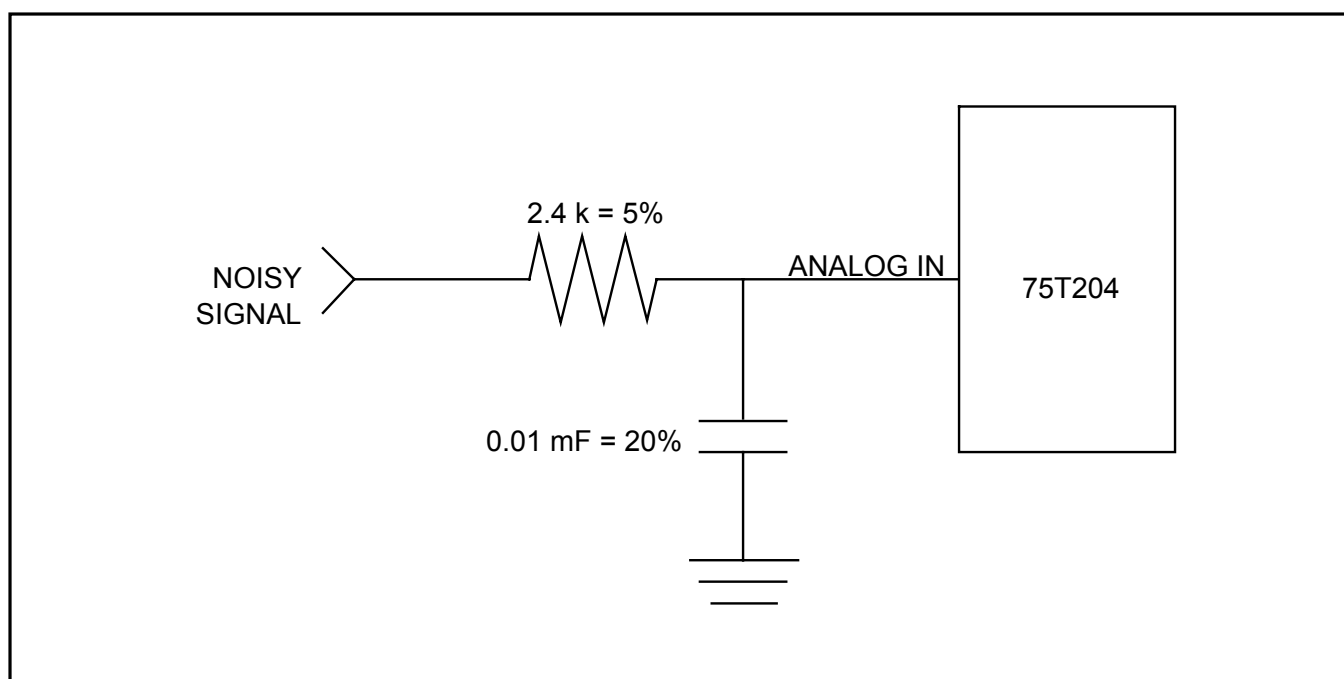 2.4 k = 5%
NOISY
SIGNAL
ANALOG IN
75T204
0.01 mF = 20%